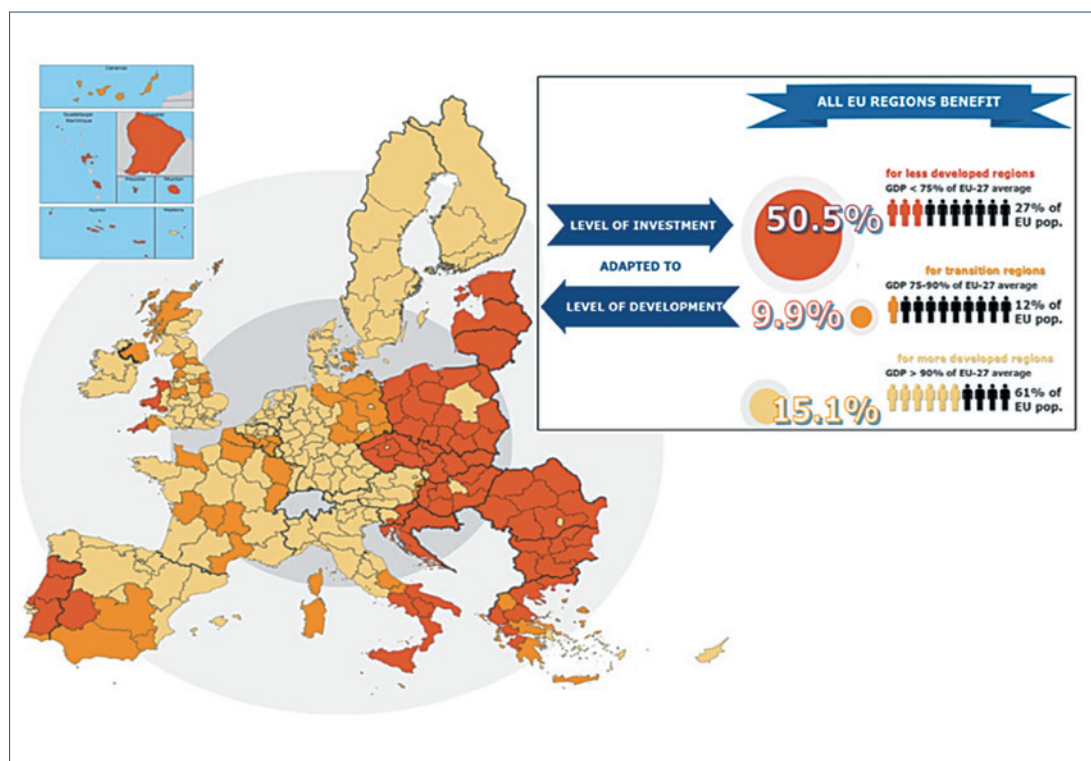 Canarias
Guadeloupe
Martinique
Guyane
Mayotte
Réunion
Açores
Madeira
ALL EU REGIONS BENEFIT
LEVEL OF INVESTMENT
ADAPTED TO
LEVEL OF DEVELOPMENT
50.5%
for less developed regions
GDP < 75% of EU-27 average
27% of
EU pop.
9.9%
for transition regions
GDP 75-90% of EU-27 average
12% of
EU pop.
15.1%
for more developed regions
GDP > 90% of EU-27 average
61% of
EU pop.